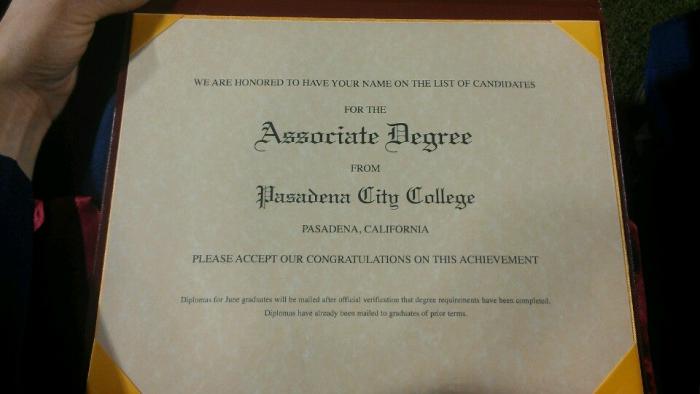 WE ARE HONORED TO HAVE YOUR NAME ON THE LIST OF CANDIDATES
FOR THE
Associate Degree
FROM
Pasadena City College
PASADENA, CALIFORNIA
PLEASE ACCEPT OUR CONGRATULATIONS ON THIS ACHIEVEMENT
Diplomas for June graduates will be mailed after official verification that degree requirements have been completed.
Diplomas have already been mailed to graduates of prior terms.